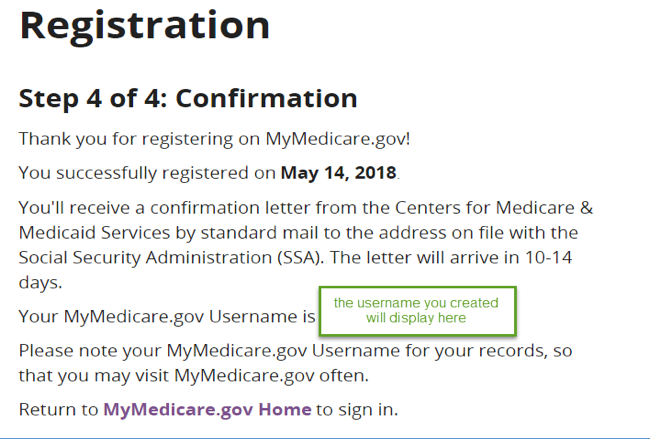 Registration
Step 4 of 4: Confirmation
Thank you for registering on MyMedicare.gov!
You successfully registered on May 14, 2018.
You'll receive a confirmation letter from the Centers for Medicare &
Medicaid Services by standard mail to the address on file with the
Social Security Administration (SSA). The letter will arrive in 10-14
days.
Your MyMedicare.gov Username is
the username you created
will display here
Please note your MyMedicare.gov Username for your records, so
that you may visit MyMedicare.gov often.
Return to MyMedicare.gov Home to sign in.